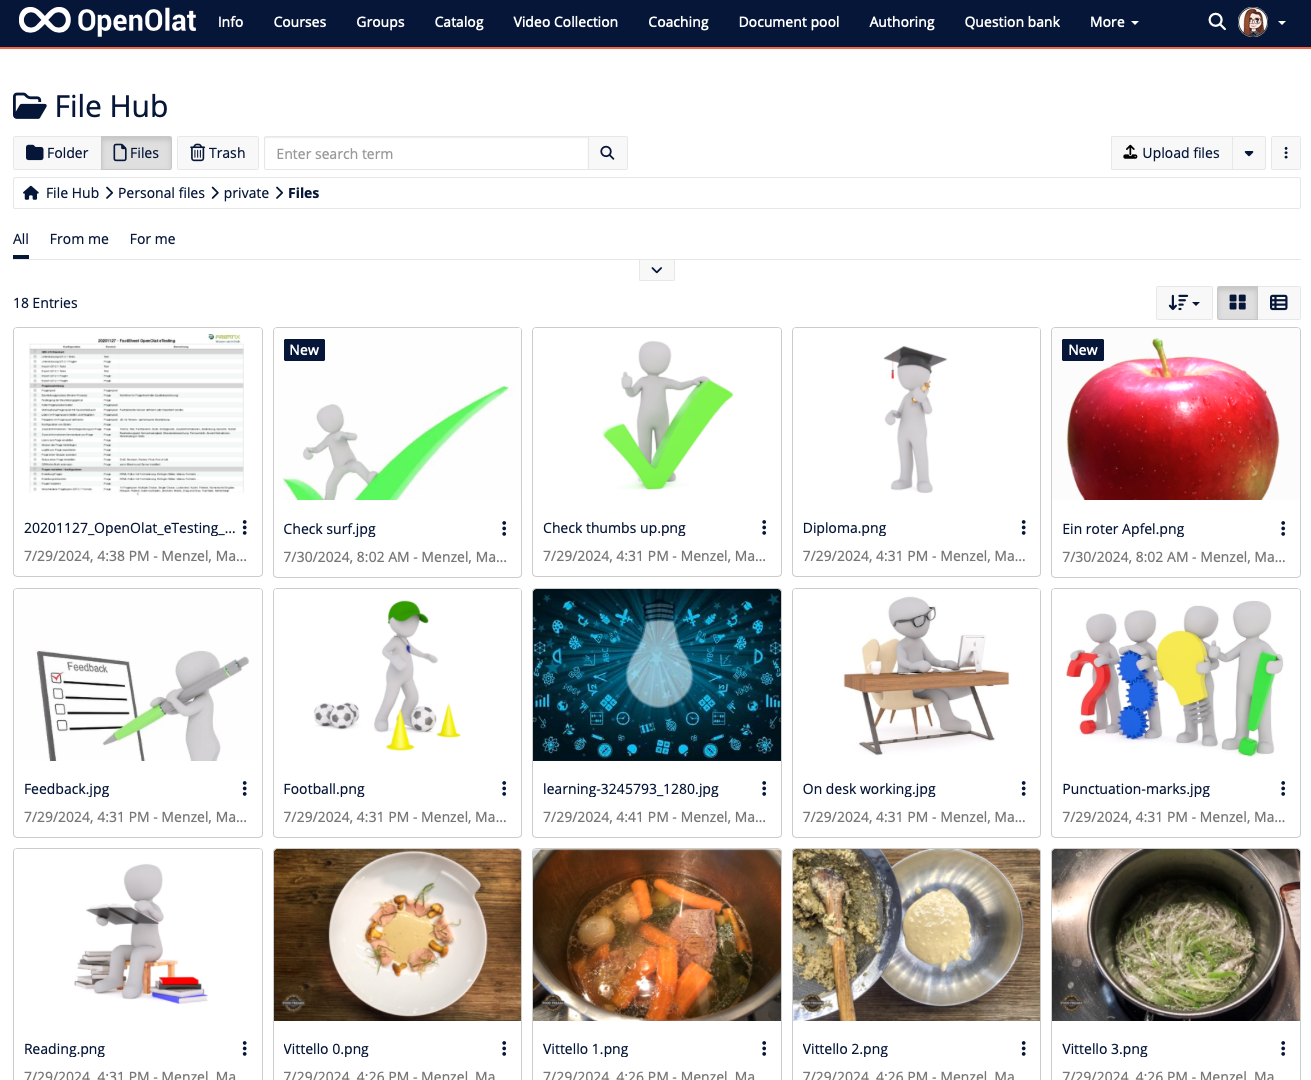 OpenOlat Info Courses Groups Catalog Video Collection Coaching Document pool Authoring Question bank More
File Hub
Folder Files Trash Enter search term Upload files
File Hub Personal files private Files
All From me For me
18 Entries
20201127 - FactSheet OpenOlat-eTesting
New
New
20201127_OpenOlat_eTesting_...
7/29/2024, 4:38 PM - Menzel, Ma...
Check surf.jpg
7/30/2024, 8:02 AM - Menzel, Ma...
Check thumbs up.png
7/29/2024, 4:31 PM - Menzel, Ma...
Diploma.png
7/29/2024, 4:31 PM - Menzel, Ma...
Ein roter Apfel.png
7/30/2024, 8:02 AM - Menzel, Ma...
Feedback
Feedback.jpg
7/29/2024, 4:31 PM - Menzel, Ma...
Football.png
7/29/2024, 4:31 PM - Menzel, Ma...
learning-3245793_1280.jpg
7/29/2024, 4:41 PM - Menzel, Ma...
On desk working.jpg
7/29/2024, 4:31 PM - Menzel, Ma...
Punctuation-marks.jpg
7/29/2024, 4:31 PM - Menzel, Ma...
Reading.png
7/29/2024, 4:31 PM - Menzel, Ma...
Vittello 0.png
7/29/2024, 4:26 PM - Menzel, Ma...
Vittello 1.png
7/29/2024, 4:26 PM - Menzel, Ma...
Vittello 2.png
7/29/2024, 4:26 PM - Menzel, Ma...
Vittello 3.png
7/29/2024, 4:26 PM - Menzel, Ma...